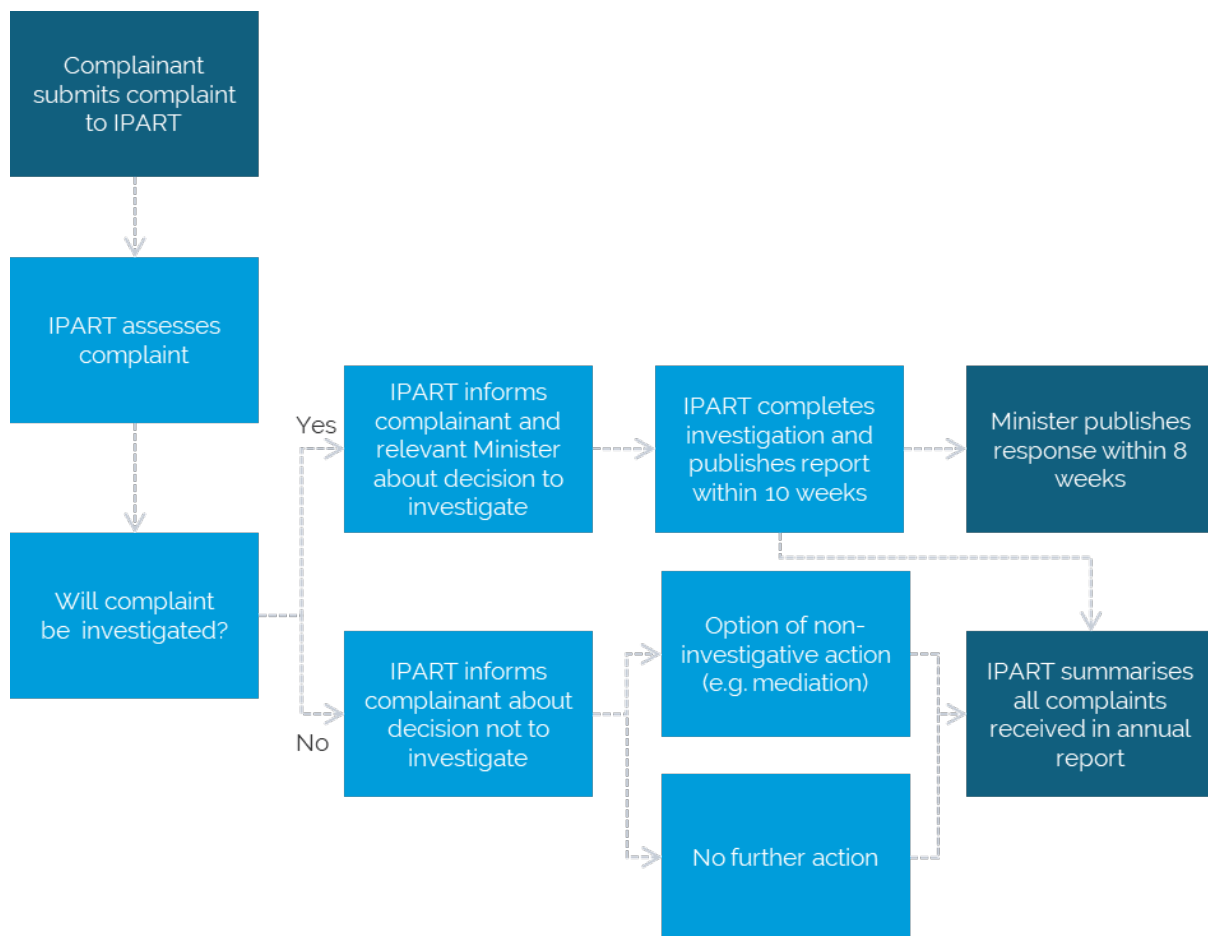 Complainant
submits complaint
to IPART
IPART assesses
complaint
Will complaint
be investigated?
Yes
IPART informs
complainant and
relevant Minister
about decision to
investigate
IPART completes
investigation and
publishes report
within 10 weeks
Minister publishes
response within 8
weeks
No
IPART informs
complainant about
decision not to
investigate
Option of non-
investigative action
(e.g. mediation)
No further action
IPART summarises
all complaints
received in annual
report